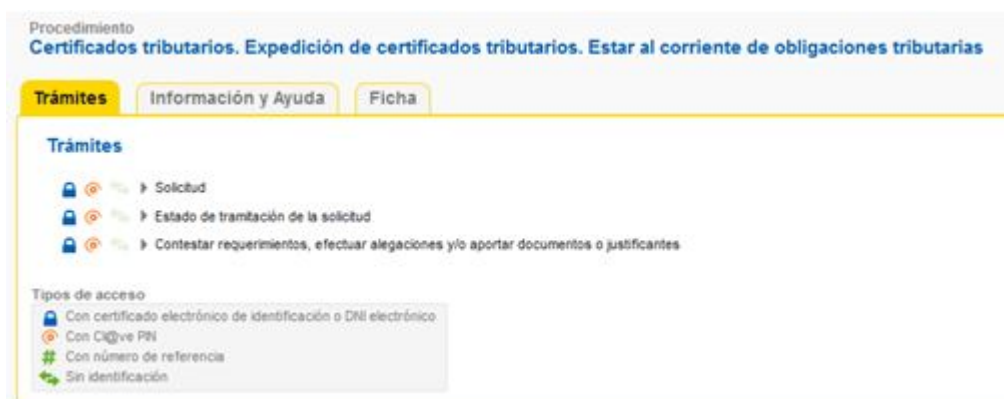 Procedimiento
Certificados tributarios. Expedición de certificados tributarios. Estar al corriente de obligaciones tributarias
Trámites Información y Ayuda Ficha
Trámites
Solicitud
Estado de tramitación de la solicitud
Contestar requerimientos, efectuar alegaciones y/o aportar documentos o justificantes
Tipos de acceso
Con certificado electrónico de identificación o DNI electrónico
Con Cl@ve PIN
Con número de referencia
Sin identificación